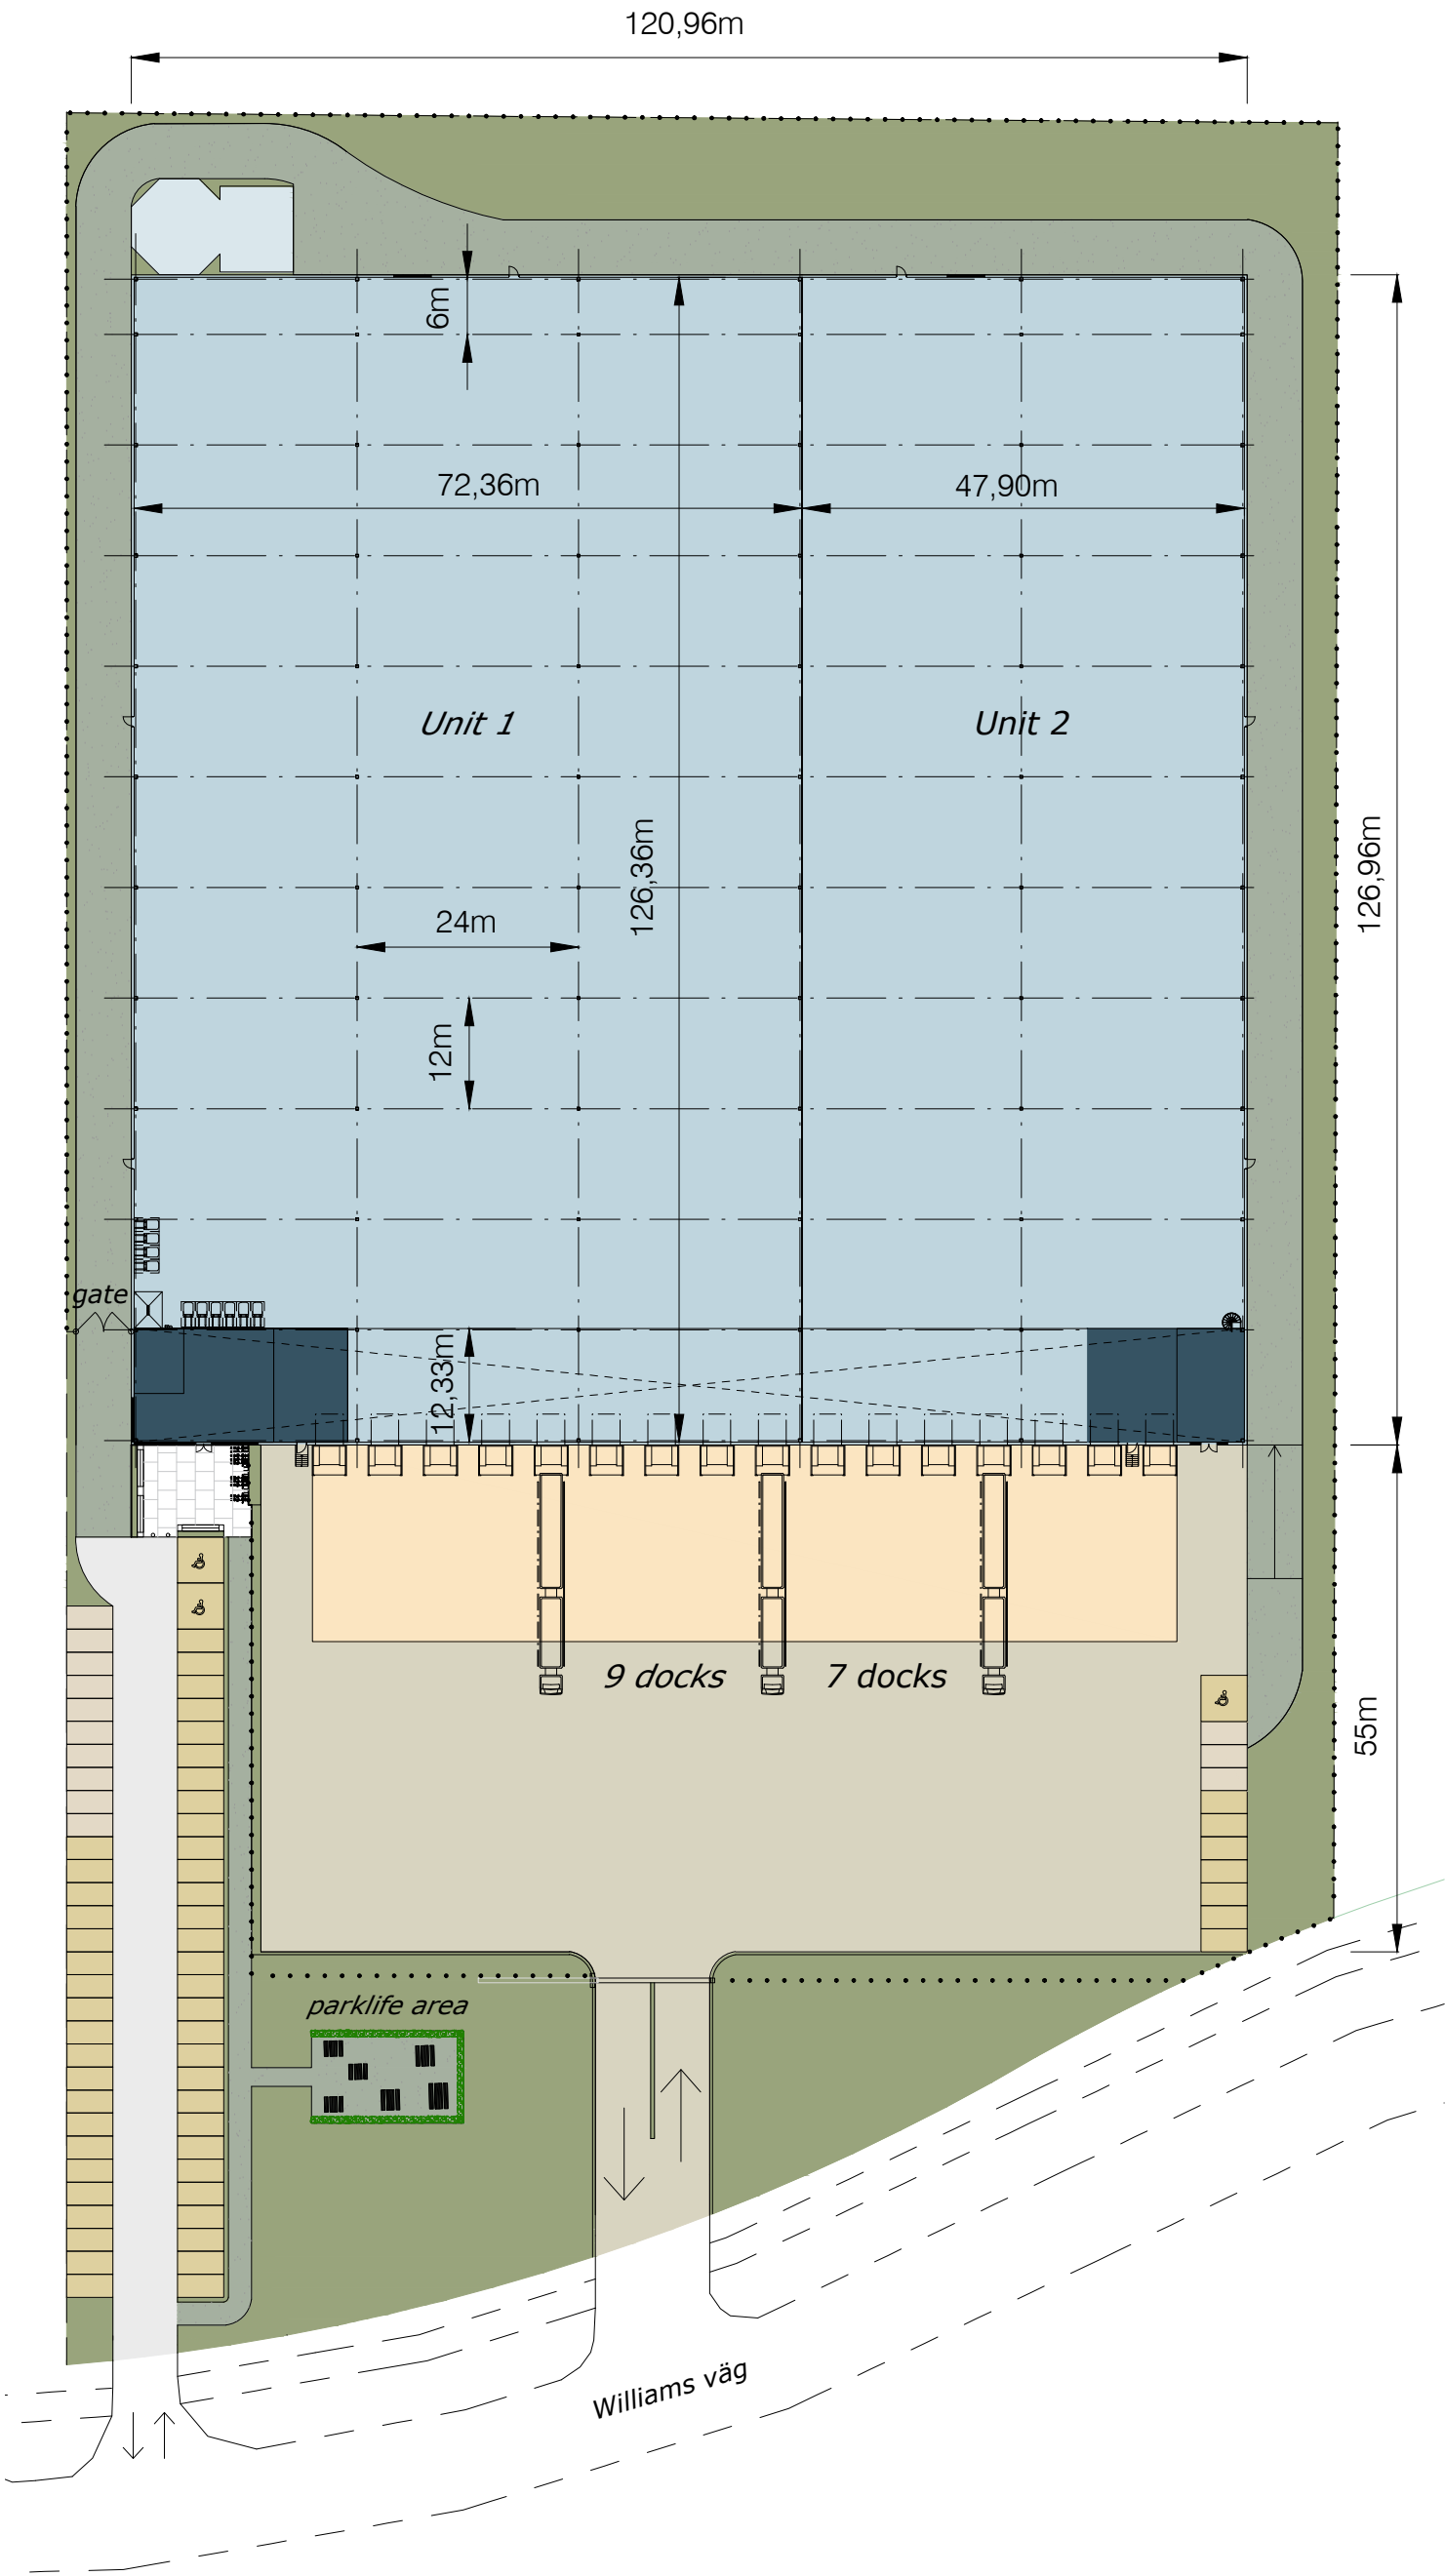 120,96m
6m
72,36m
47,90m
Unit 1
Unit 2
126,36m
126,96m
24m
12m
gate
12,33m
9 docks
7 docks
55m
parklife area
Williams väg